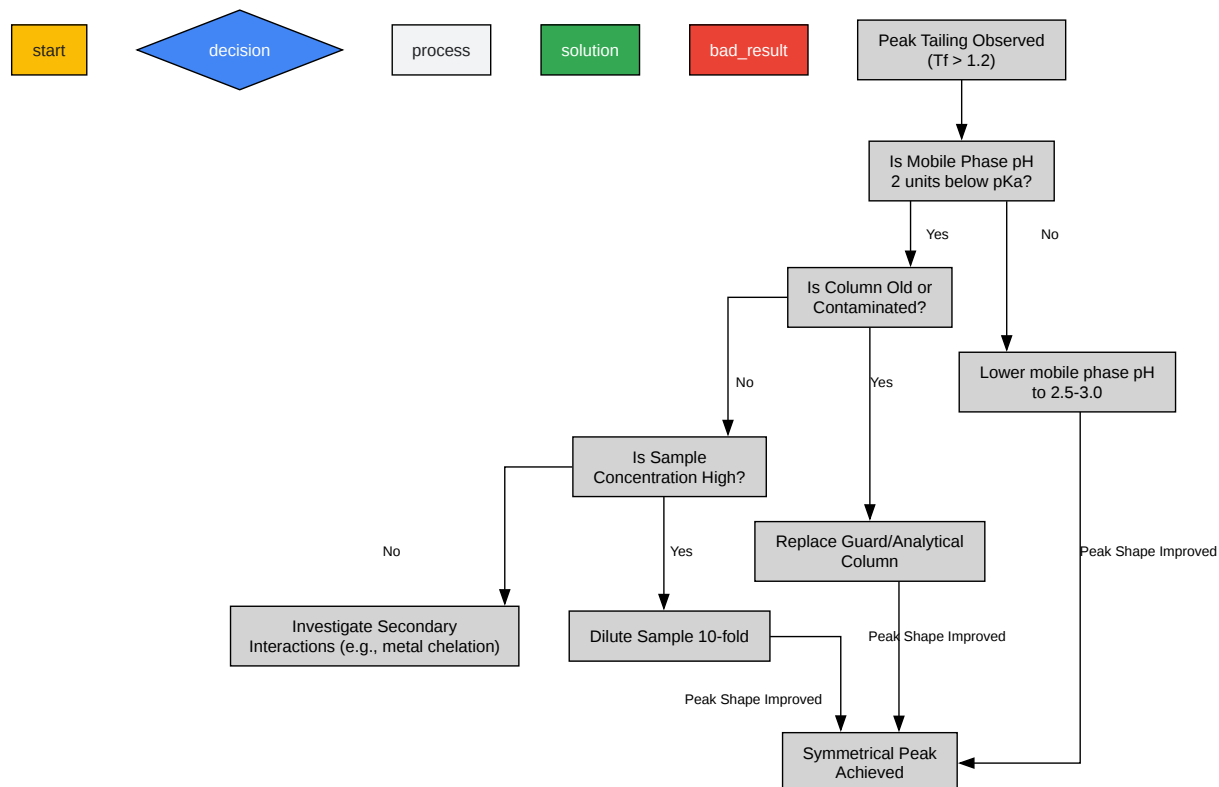 start
decision
process
solution
bad_result
Peak Tailing Observed
(Tf > 1.2)
Is Mobile Phase pH
2 units below pKa?
Yes
No
Is Column Old or
Contaminated?
No
Yes
Lower mobile phase pH
to 2.5-3.0
Is Sample
Concentration High?
No
Yes
Replace Guard/Analytical
Column
Peak Shape Improved
Investigate Secondary
Interactions (e.g., metal chelation)
Dilute Sample 10-fold
Peak Shape Improved
Peak Shape Improved
Symmetrical Peak
Achieved